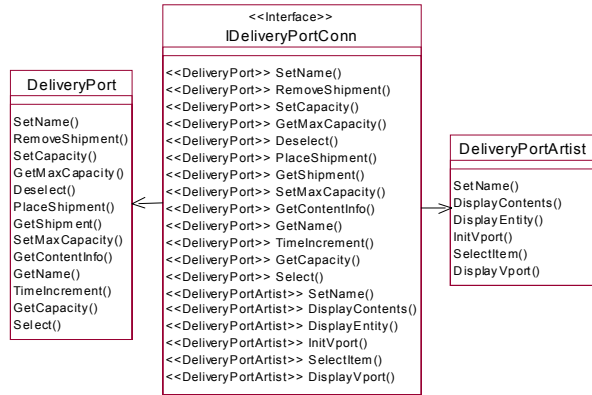 <<Interface>>
IDeliveryPortConn
<<DeliveryPort>> SetName()
<<DeliveryPort>> RemoveShipment()
<<DeliveryPort>> SetCapacity()
<<DeliveryPort>> GetMaxCapacity()
<<DeliveryPort>> Deselect()
<<DeliveryPort>> PlaceShipment()
<<DeliveryPort>> GetShipment()
<<DeliveryPort>> SetMaxCapacity()
<<DeliveryPort>> GetContentInfo()
<<DeliveryPort>> GetName()
<<DeliveryPort>> TimeIncrement()
<<DeliveryPort>> GetCapacity()
<<DeliveryPort>> Select()
<<DeliveryPortArtist>> SetName()
<<DeliveryPortArtist>> DisplayContents()
<<DeliveryPortArtist>> DisplayEntity()
<<DeliveryPortArtist>> InitVport()
<<DeliveryPortArtist>> SelectItem()
<<DeliveryPortArtist>> DisplayVport()
DeliveryPort
SetName()
RemoveShipment()
SetCapacity()
GetMaxCapacity()
Deselect()
PlaceShipment()
GetShipment()
SetMaxCapacity()
GetContentInfo()
GetName()
TimeIncrement()
GetCapacity()
Select()
DeliveryPortArtist
SetName()
DisplayContents()
DisplayEntity()
InitVport()
SelectItem()
DisplayVport()